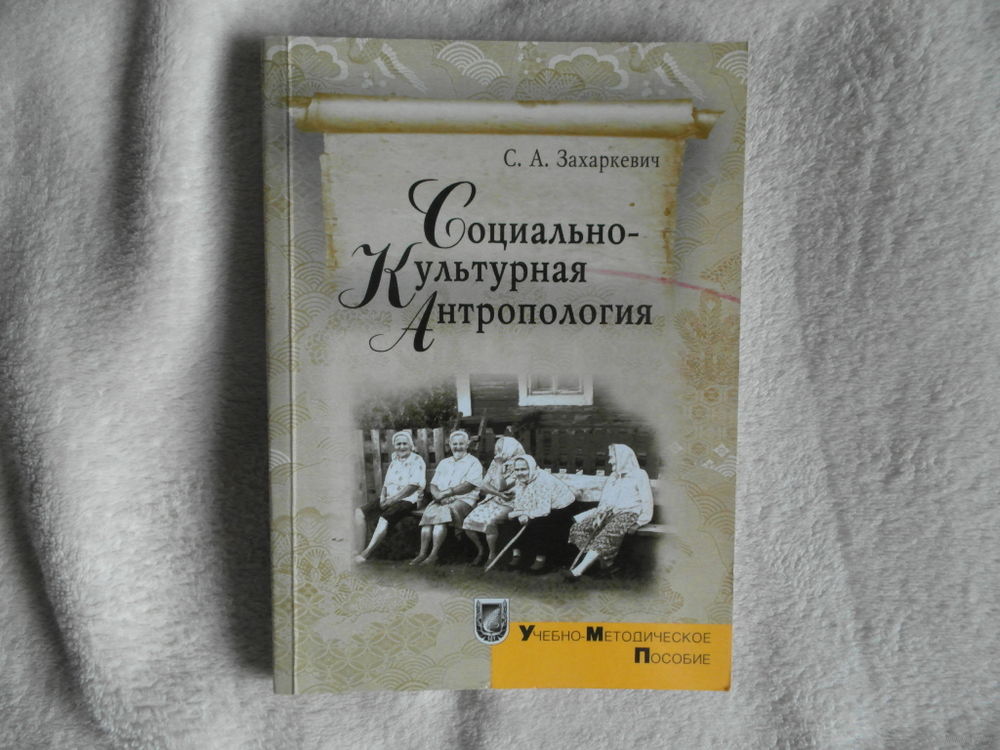 С. А. Захаркевич
Социально-
Культурная
Антропология
Учебно-Методическое
Пособие